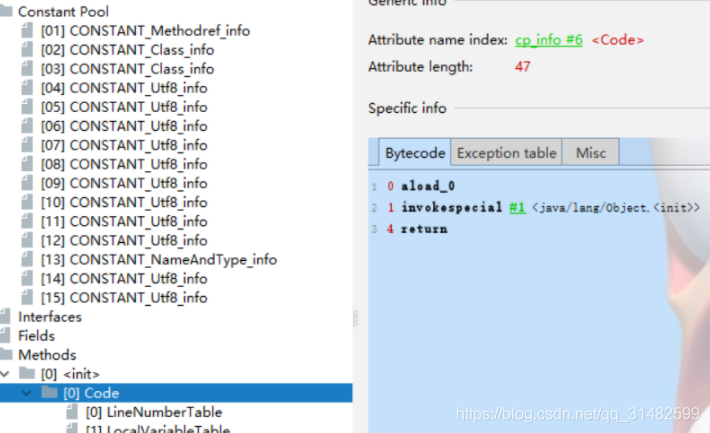 Constant Pool
[01] CONSTANT_Methodref_info
[02] CONSTANT_Class_info
[03] CONSTANT_Class_info
[04] CONSTANT_Utf8_info
[05] CONSTANT_Utf8_info
[06] CONSTANT_Utf8_info
[07] CONSTANT_Utf8_info
[08] CONSTANT_Utf8_info
[09] CONSTANT_Utf8_info
[10] CONSTANT_Utf8_info
[11] CONSTANT_Utf8_info
[12] CONSTANT_Utf8_info
[13] CONSTANT_NameAndType_info
[14] CONSTANT_Utf8_info
[15] CONSTANT_Utf8_info
Interfaces
Fields
Methods
[0] <init>
[0] Code
[0] LineNumberTable
[1] LocalVariableTable
Generic info
Attribute name index: cp_info #6 <Code>
Attribute length: 47
Specific info
Bytecode Exception table Misc
1 0 aload_0
2 1 invokespecial #1 <java/lang/Object.<init>>
3 4 return
https://blog.csdn.net/qq_31482599